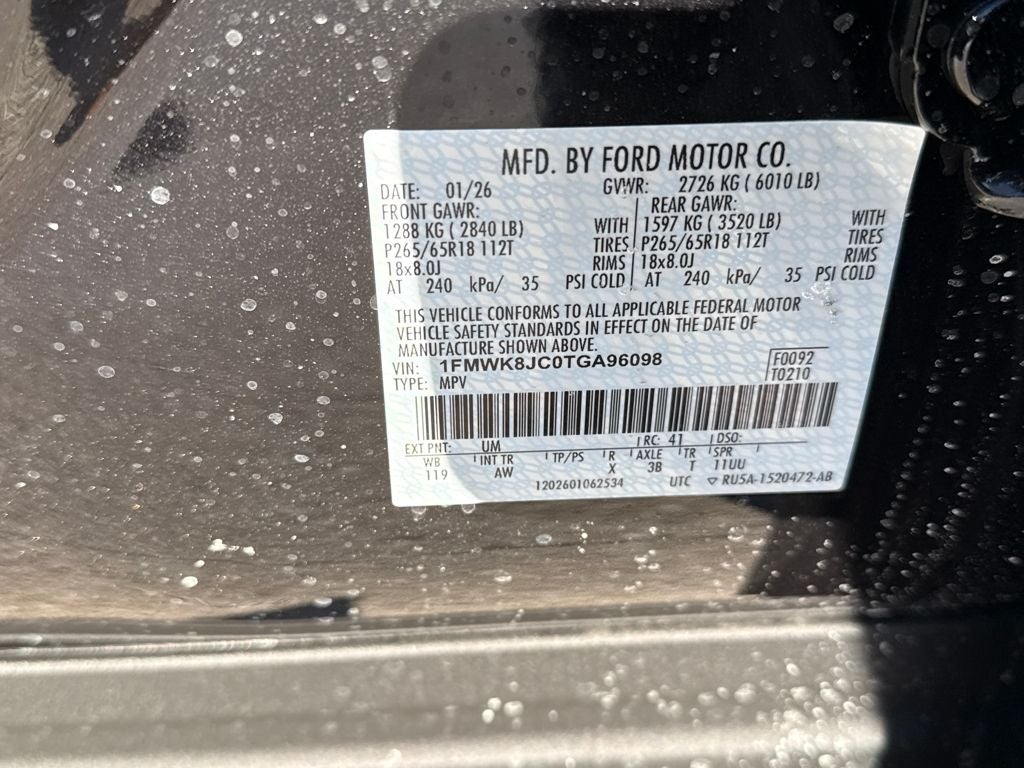 MFD. BY FORD MOTOR CO.
DATE: 01/26 GVWR: 2726 KG ( 6010 LB)
FRONT GAWR: REAR GAWR:
1288 KG ( 2840 LB) WITH 1597 KG ( 3520 LB) WITH
P265/65R18 112T TIRES P265/65R18 112T TIRES
18x8.0J RIMS 18x8.0J RIMS
AT 240 kPa/ 35 PSI COLD AT 240 kPa/ 35 PSI COLD
THIS VEHICLE CONFORMS TO ALL APPLICABLE FEDERAL MOTOR
VEHICLE SAFETY STANDARDS IN EFFECT ON THE DATE OF
MANUFACTURE SHOWN ABOVE.
VIN: 1FMWK8JC0TGA96098 F0092
TYPE: MPV T0210
EXT PNT: UM RC: 41 DSO:
WB INT TR TP/PS R AXLE TR SPR
119 AW X 3B T 11UU
1202601062534 UTC ▽ RU5A-1520472-AB